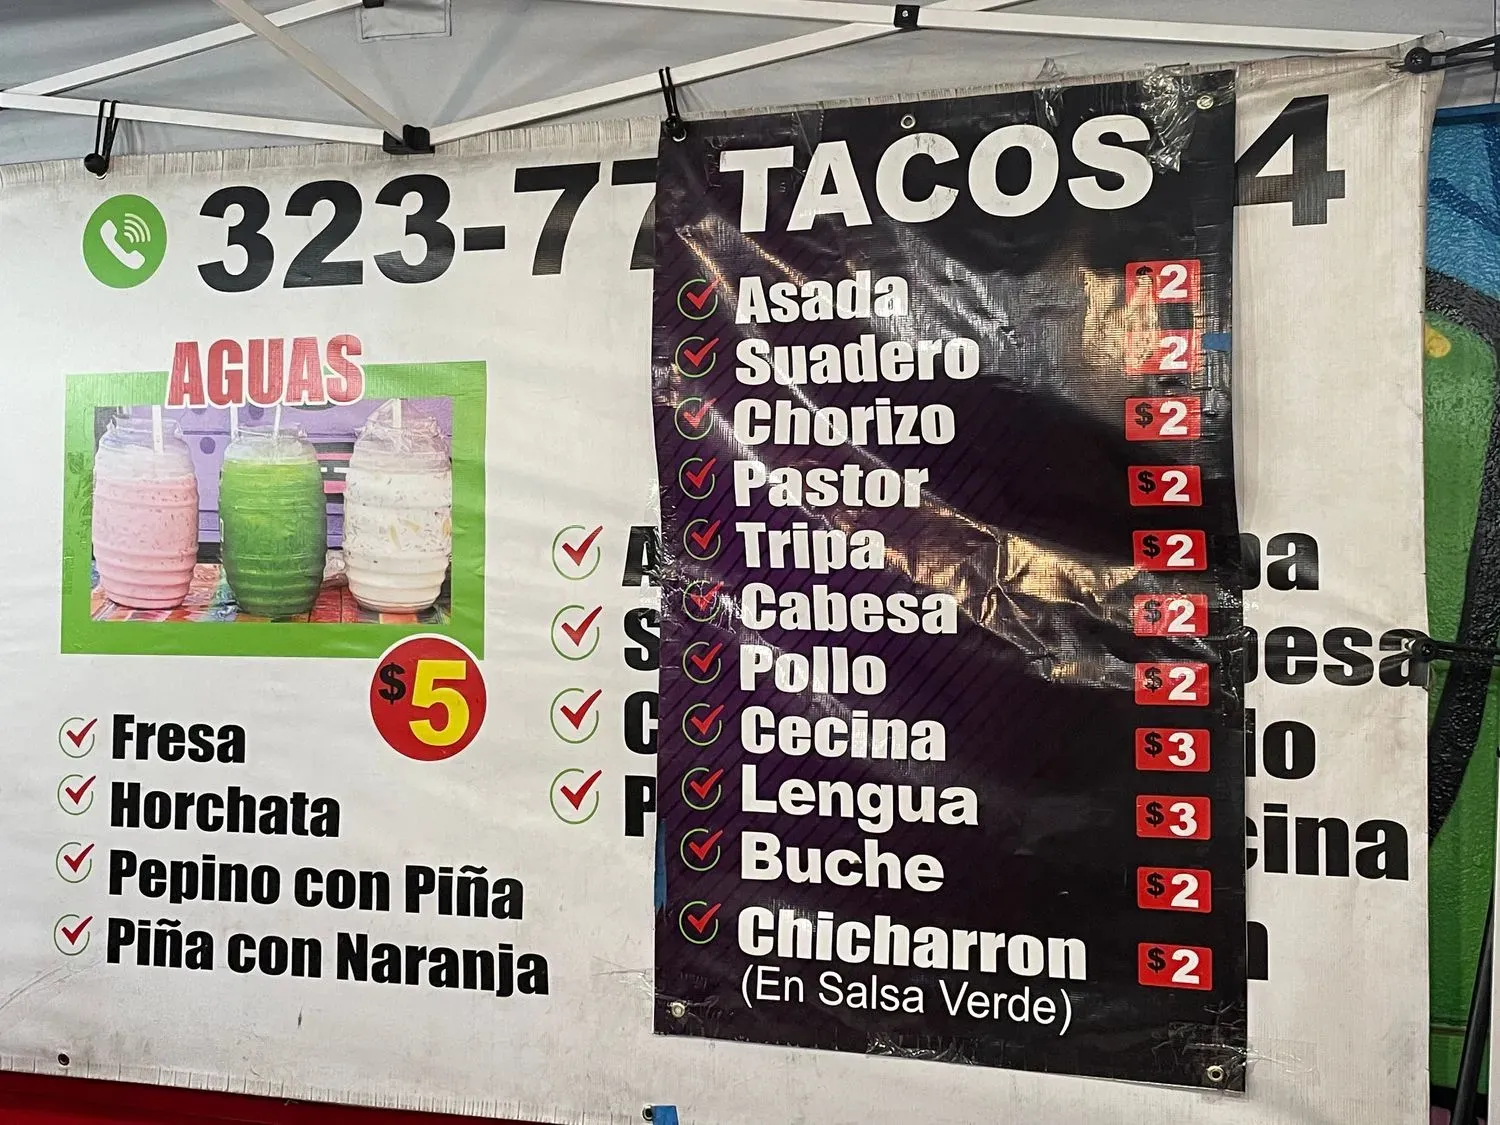 323-77
4
AGUAS
$5
Fresa
Horchata
Pepino con Piña
Piña con Naranja
TACOS
Asada $2
Suadero $2
Chorizo $2
Pastor $2
Tripa $2
Cabesa $2
Pollo $2
Cecina $3
Lengua $3
Buche $2
Chicharron $2
(En Salsa Verde)